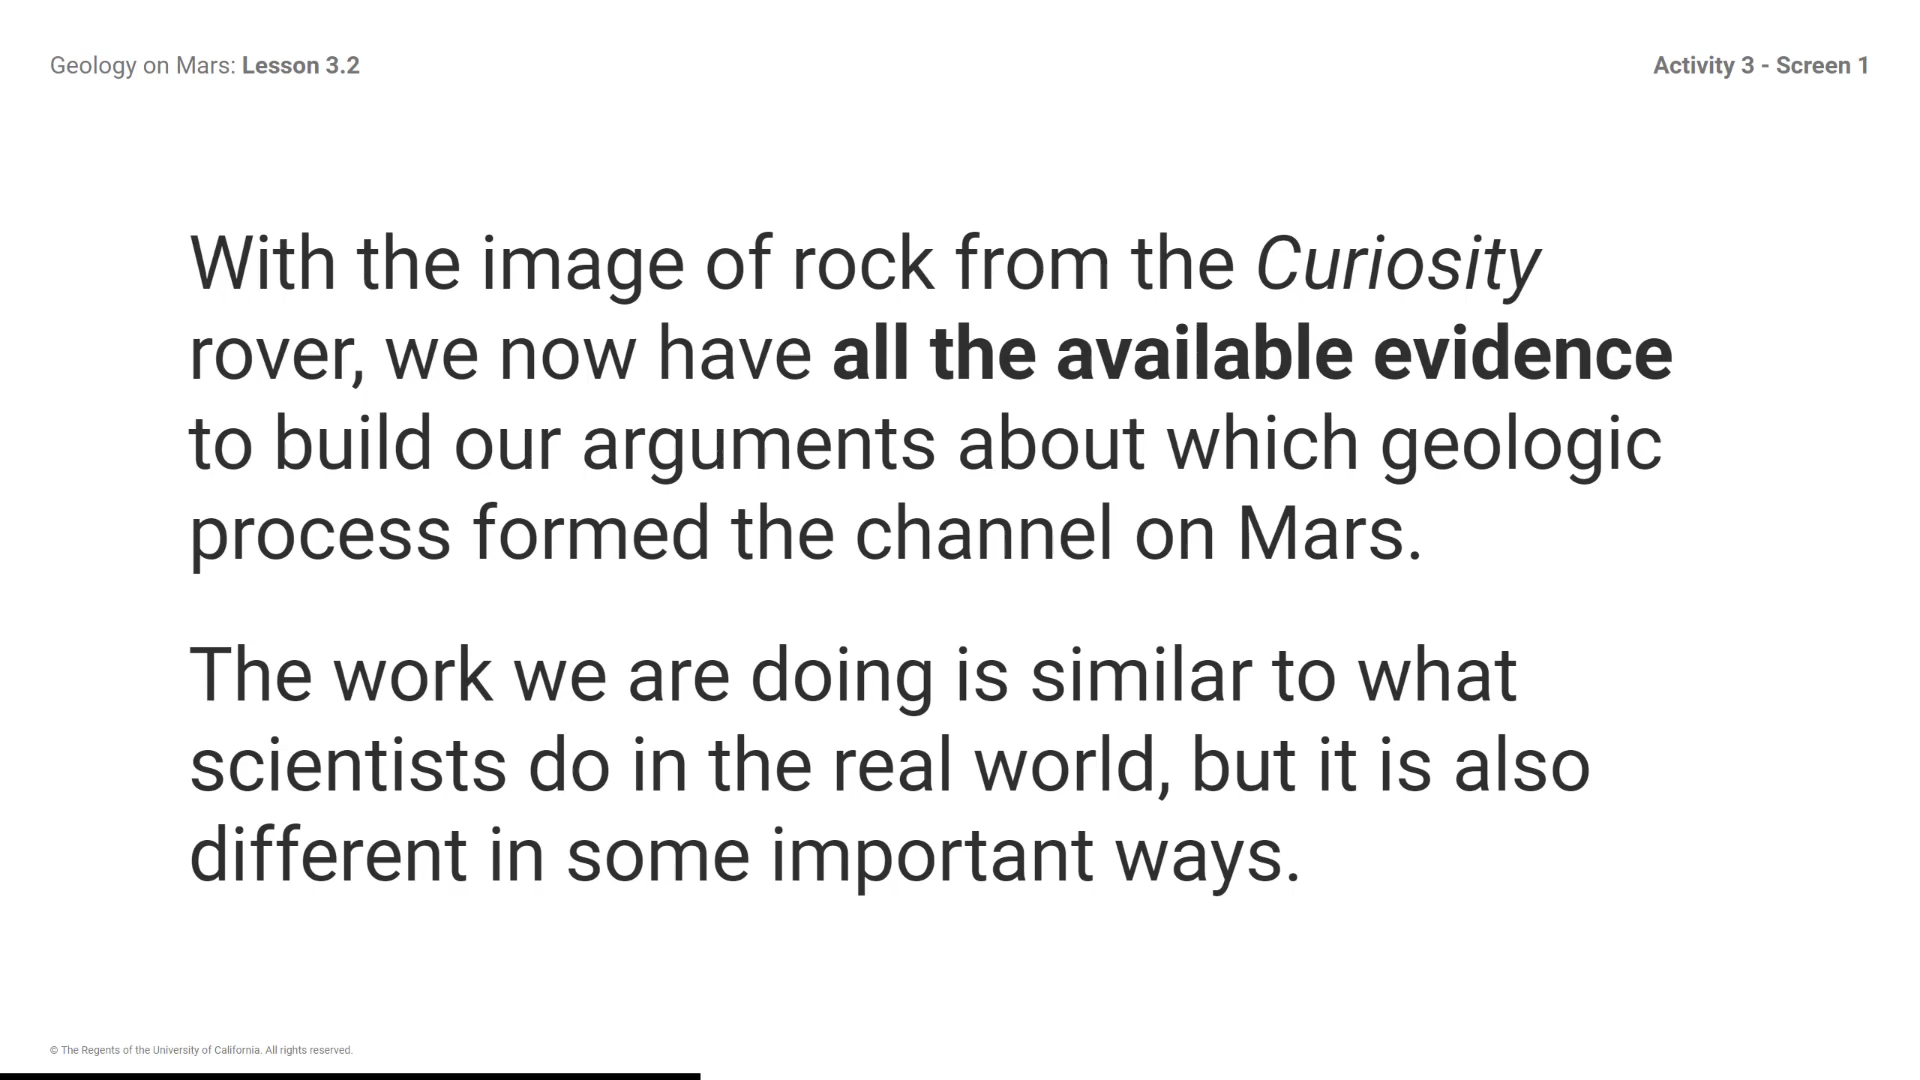 Geology on Mars: Lesson 3.2
Activity 3 - Screen 1
With the image of rock from the Curiosity
rover, we now have all the available evidence
to build our arguments about which geologic
process formed the channel on Mars.
The work we are doing is similar to what
scientists do in the real world, but it is also
different in some important ways.
© The Regents of the University of California. All rights reserved.